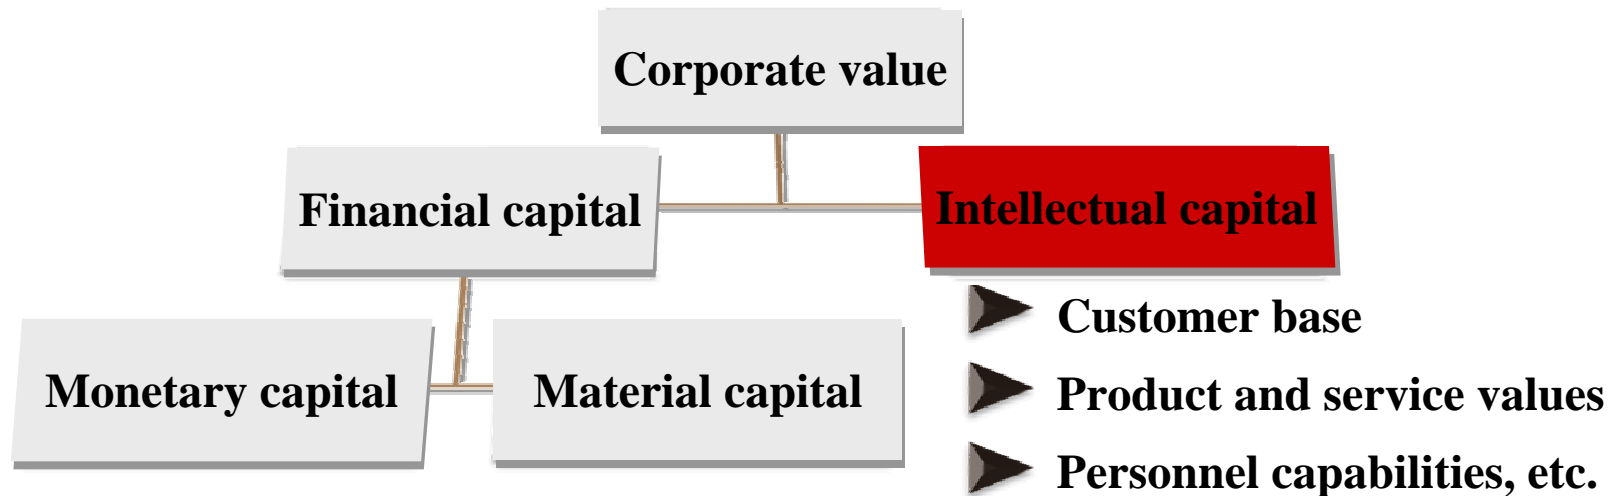 Corporate value
Financial capital
Intellectual capital
Monetary capital
Material capital
Customer base
Product and service values
Personnel capabilities, etc.